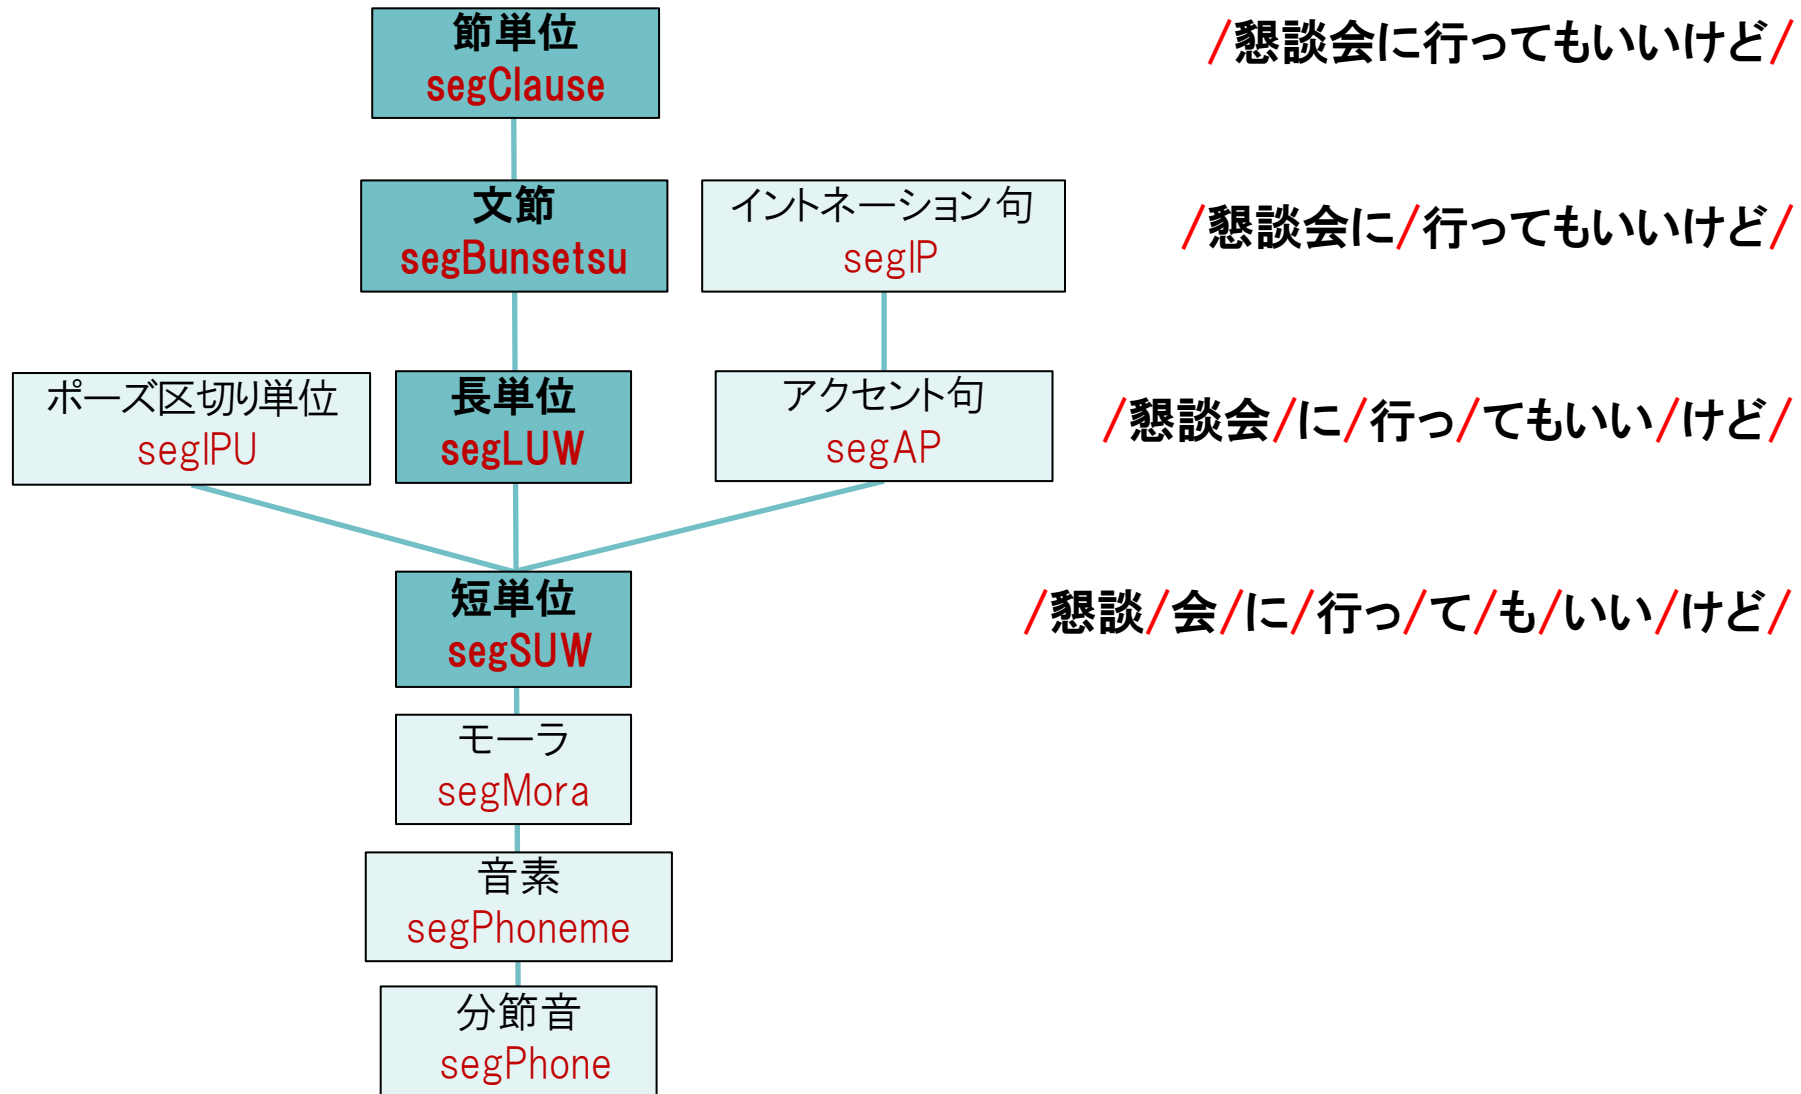 節単位
segClause
/懇談会に行ってもいいけど/
文節
segBunsetsu
イントネーション句
segIP
/懇談会に/行ってもいいけど/
ポーズ区切り単位
segIPU
長単位
segLUW
アクセント句
segAP
/懇談会/に/行っ/てもいい/けど/
短単位
segSUW
/懇談/会/に/行っ/て/も/いい/けど/
モーラ
segMora
音素
segPhoneme
分節音
segPhone